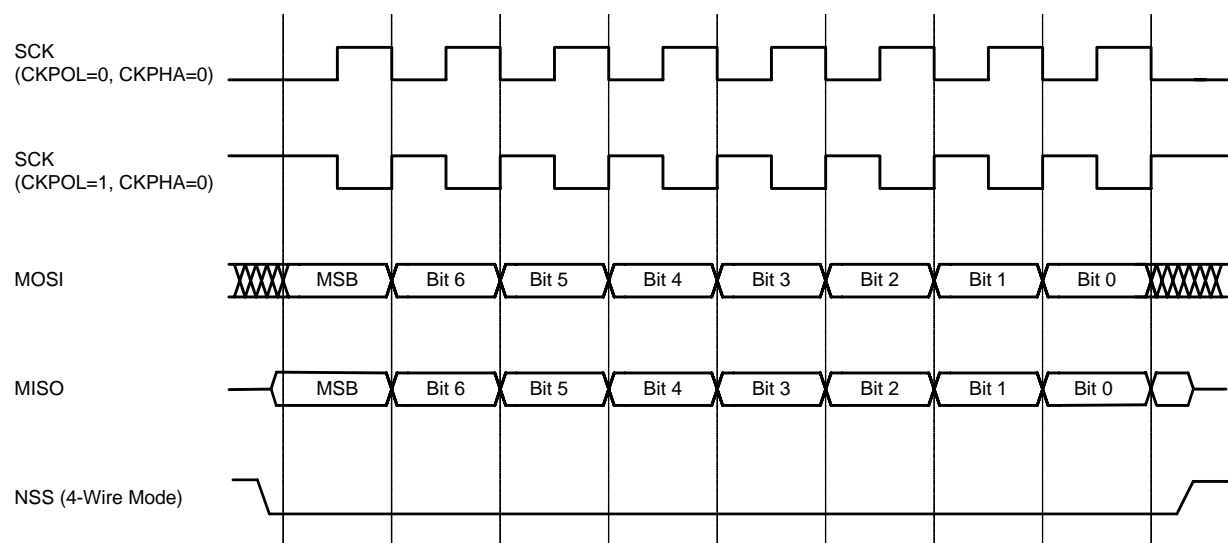 SCK
(CKPOL=0, CKPHA=0)
SCK
(CKPOL=1, CKPHA=0)
MOSI
MSB Bit 6 Bit 5 Bit 4 Bit 3 Bit 2 Bit 1 Bit 0
MISO
MSB Bit 6 Bit 5 Bit 4 Bit 3 Bit 2 Bit 1 Bit 0
NSS (4-Wire Mode)